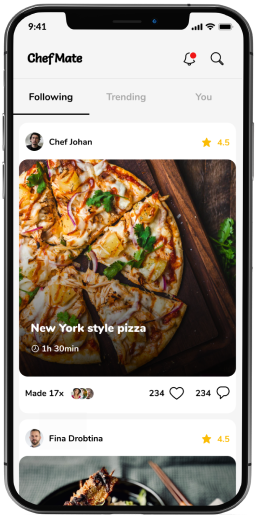 9:41
ChefMate
Following Trending You
Chef Johan 4.5
New York style pizza
1h 30min
Made 17x 234 234
Fina Drobtina 4.5